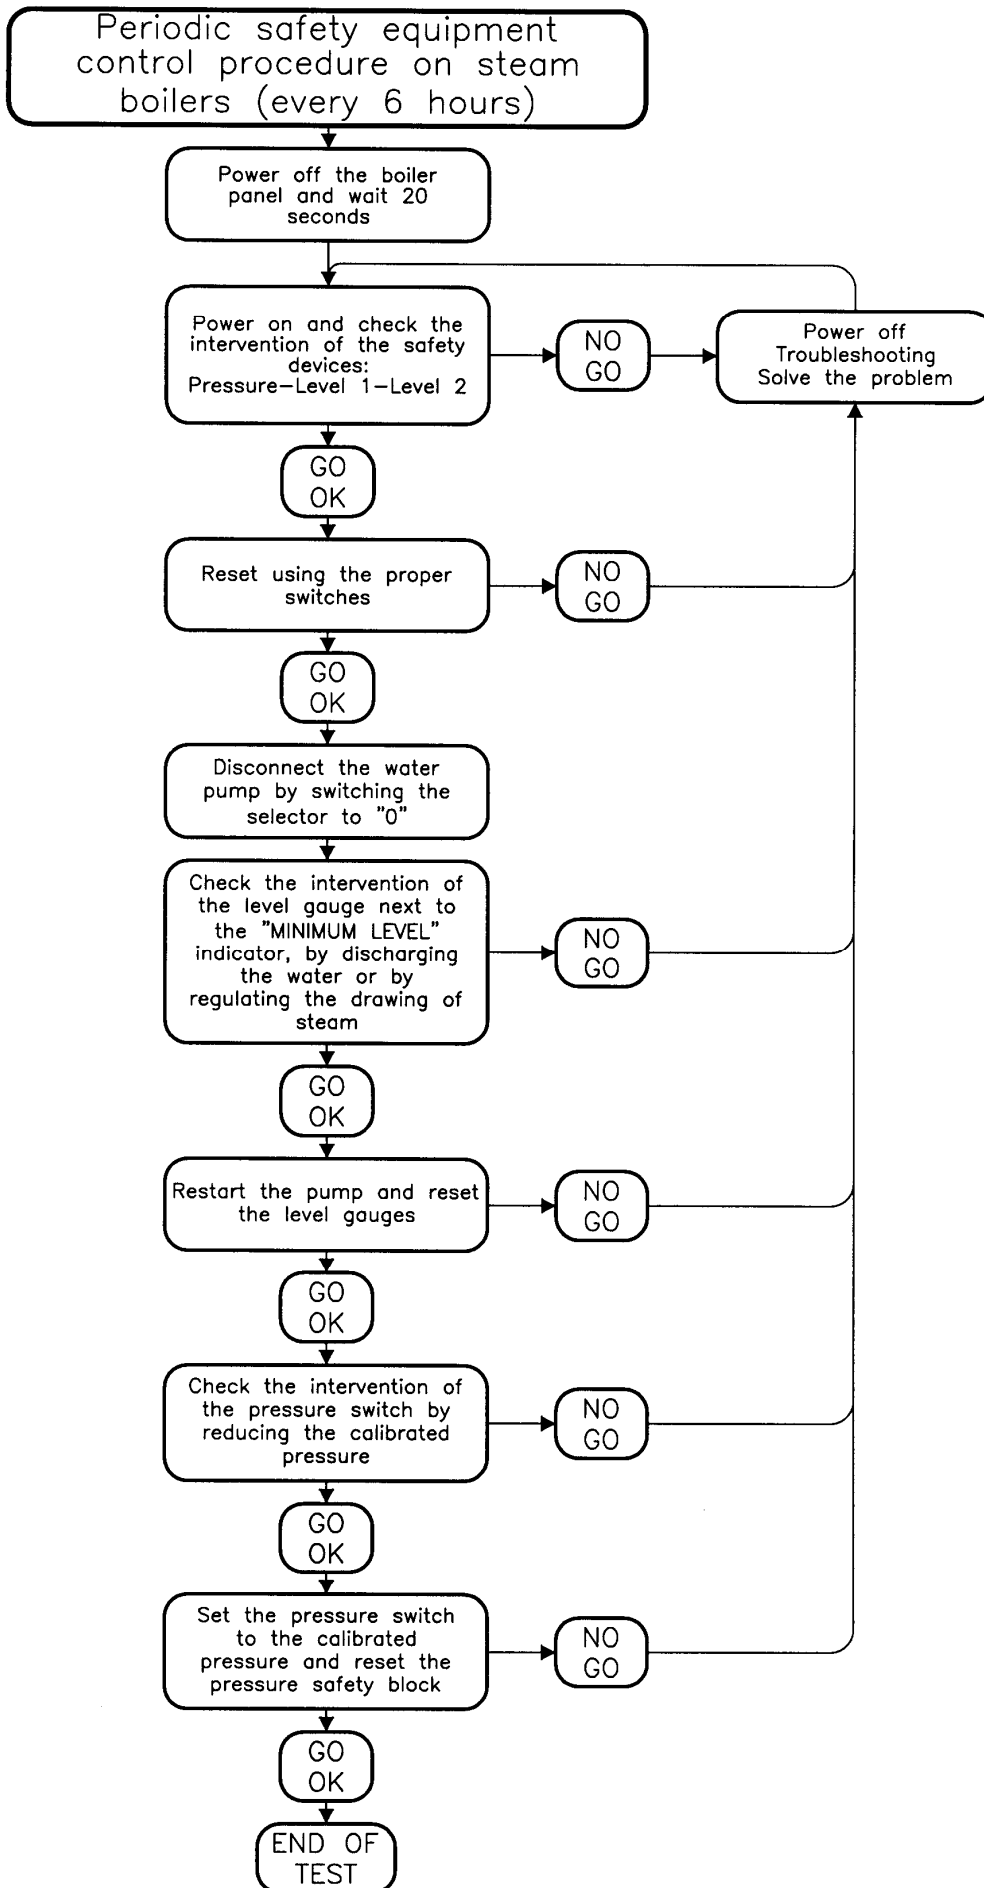 Periodic safety equipment
control procedure on steam
boilers (every 6 hours)
Power off the boiler
panel and wait 20
seconds
Power on and check the
intervention of the safety
devices:
Pressure-Level 1-Level 2
NO
GO
Power off
Troubleshooting
Solve the problem
GO
OK
Reset using the proper
switches
NO
GO
GO
OK
Disconnect the water
pump by switching the
selector to "0"
Check the intervention of
the level gauge next to
the "MINIMUM LEVEL"
indicator, by discharging
the water or by
regulating the drawing of
steam
NO
GO
GO
OK
Restart the pump and reset
the level gauges
NO
GO
GO
OK
Check the intervention of
the pressure switch by
reducing the calibrated
pressure
NO
GO
GO
OK
Set the pressure switch
to the calibrated
pressure and reset the
pressure safety block
NO
GO
GO
OK
END OF
TEST